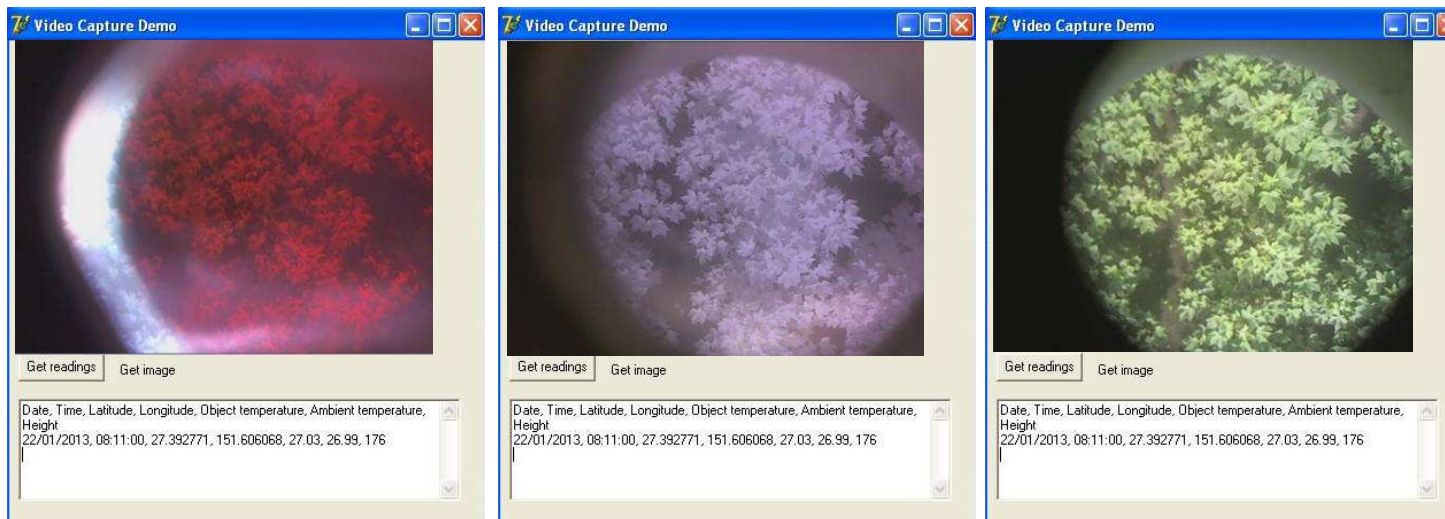 Video Capture Demo
Get readings
Get image
Date, Time, Latitude, Longitude, Object temperature, Ambient temperature,
Height
22/01/2013, 08:11:00, 27.392771, 151.606068, 27.03, 26.99, 176
Video Capture Demo
Get readings
Get image
Date, Time, Latitude, Longitude, Object temperature, Ambient temperature,
Height
22/01/2013, 08:11:00, 27.392771, 151.606068, 27.03, 26.99, 176
Video Capture Demo
Get readings
Get image
Date, Time, Latitude, Longitude, Object temperature, Ambient temperature,
Height
22/01/2013, 08:11:00, 27.392771, 151.606068, 27.03, 26.99, 176